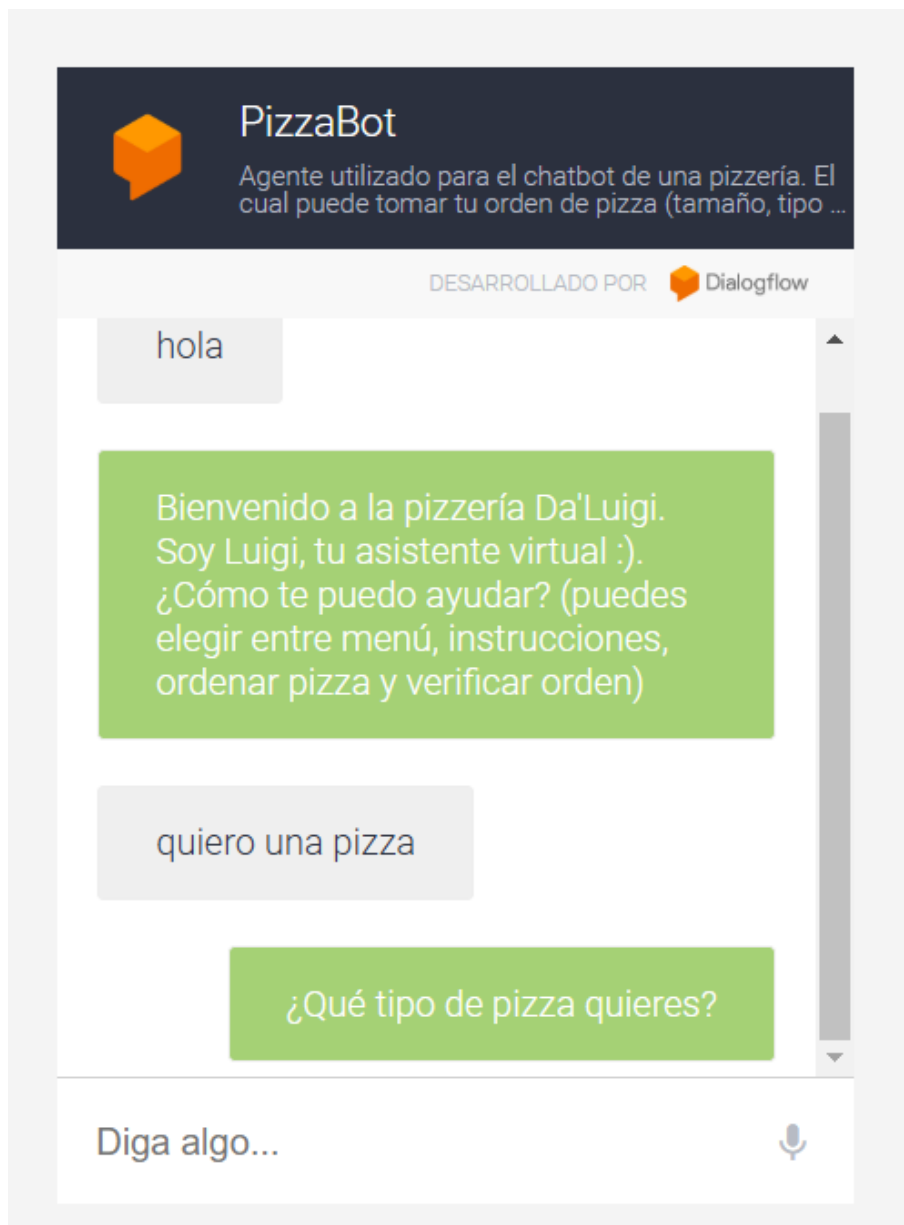 PizzaBot
Agente utilizado para el chatbot de una pizzería. El
cual puede tomar tu orden de pizza (tamaño, tipo ...
DESARROLLADO POR Dialogflow
hola
Bienvenido a la pizzería Da'Luigi.
Soy Luigi, tu asistente virtual :).
¿Cómo te puedo ayudar? (puedes
elegir entre menú, instrucciones,
ordenar pizza y verificar orden)
quiero una pizza
¿Qué tipo de pizza quieres?
Diga algo...